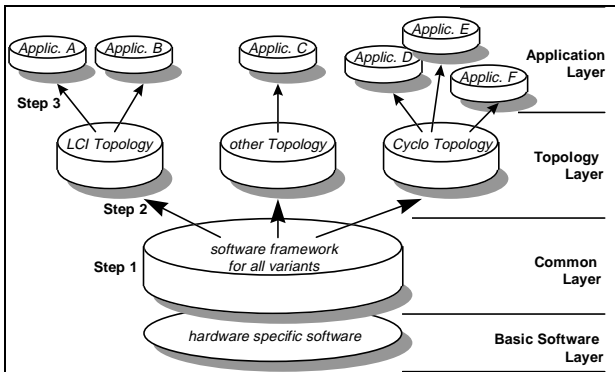 Applic. A
Applic. B
Applic. C
Applic. D
Applic. E
Applic. F
Application
Layer
Step 3
LCI Topology
other Topology
Cyclo Topology
Topology
Layer
Step 2
Step 1
software framework
for all variants
Common
Layer
hardware specific software
Basic Software
Layer